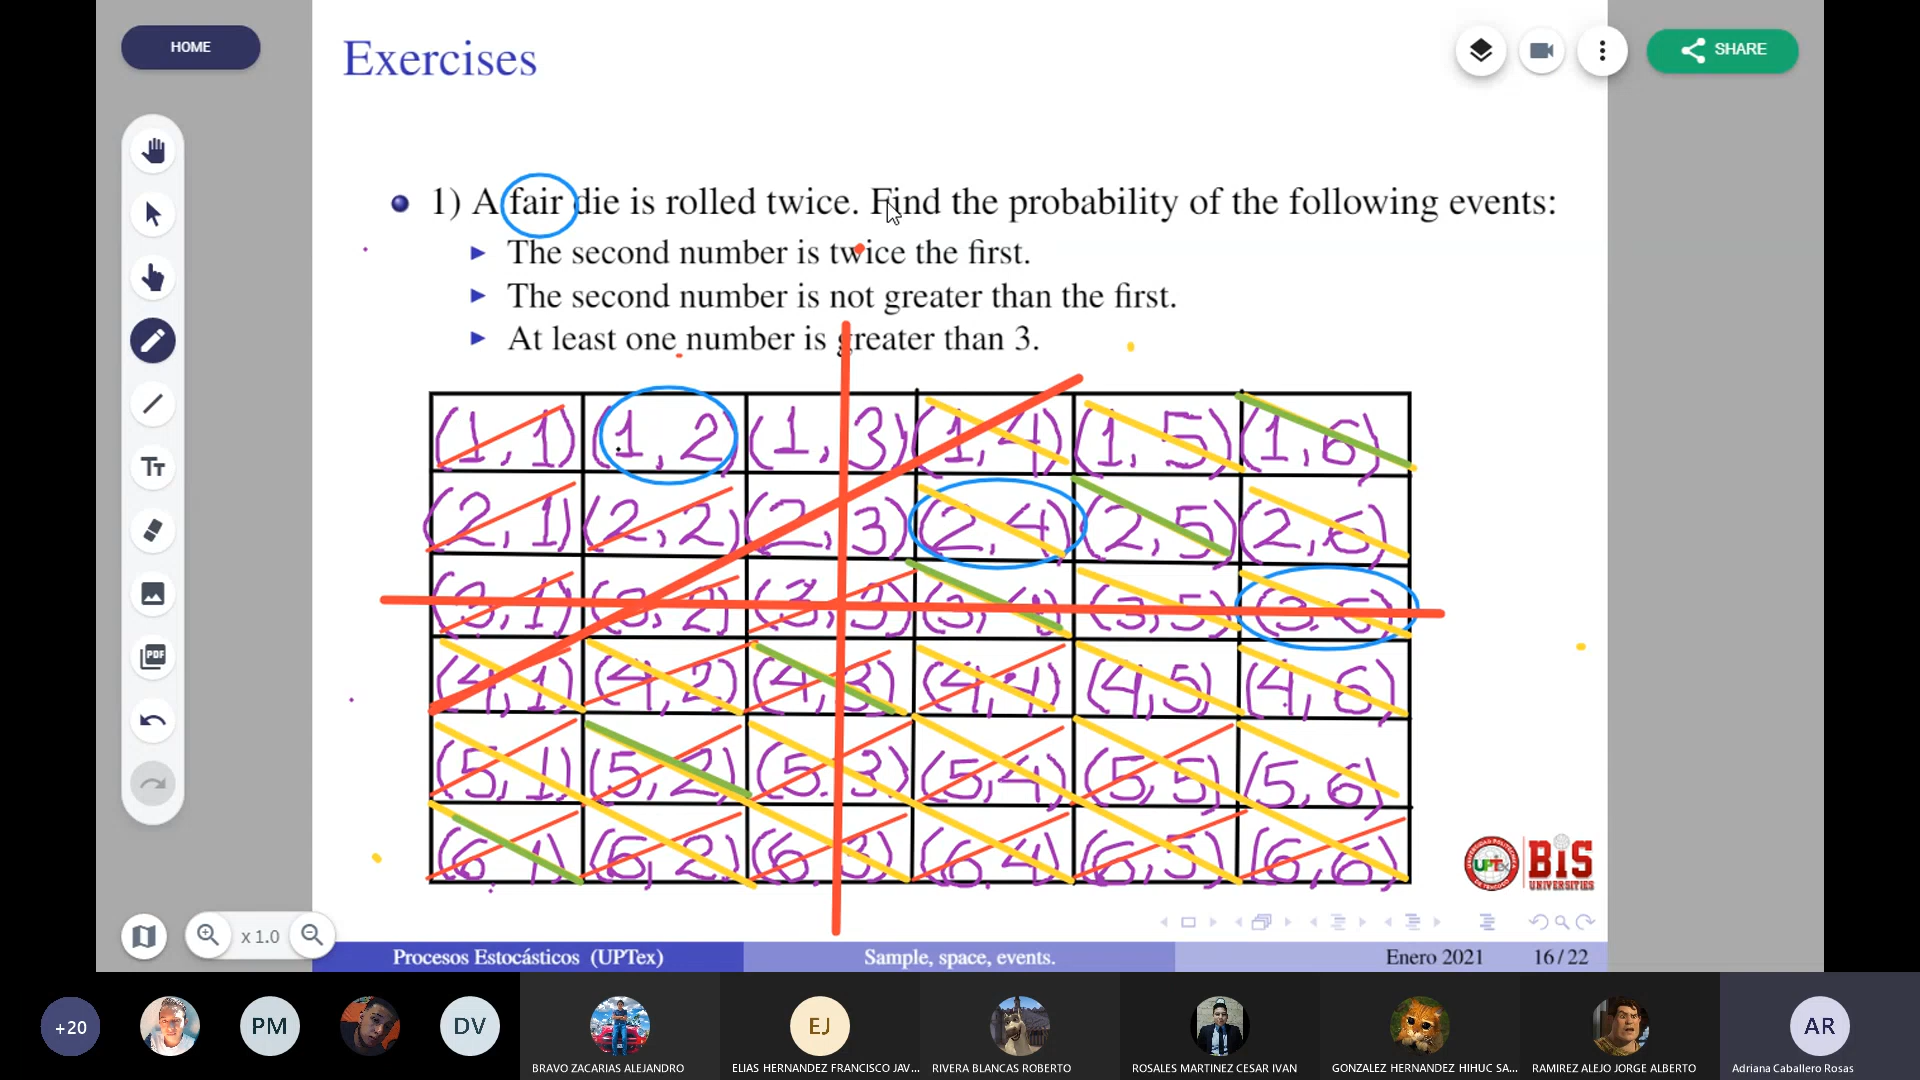 HOME
Exercises
SHARE
1) A fair die is rolled twice. Find the probability of the following events:
The second number is twice the first.
The second number is not greater than the first.
At least one number is greater than 3.
(1,1) (1,2) (1,3) (1,4) (1,5) (1,6)
(2,1) (2,2) (2,3) (2,4) (2,5) (2,6)
(3,1) (3,2) (3,3) (3,4) (3,5) (3,6)
(4,1) (4,2) (4,3) (4,4) (4,5) (4,6)
(5,1) (5,2) (5,3) (5,4) (5,5) (5,6)
(6,1) (6,2) (6,3) (6,4) (6,5) (6,6)
Tт
PDF
UPTex BiS
UNIVERSITIES
x 1.0
Procesos Estocásticos (UPTex) Sample, space, events. Enero 2021 16 / 22
+20 PM DV EJ AR
BRAVO ZACARIAS ALEJANDRO ELIAS HERNANDEZ FRANCISCO JAV... RIVERA BLANCAS ROBERTO ROSALES MARTINEZ CESAR IVAN GONZALEZ HERNANDEZ HIHUC SA... RAMIREZ ALEJO JORGE ALBERTO Adriana Caballero Rosas